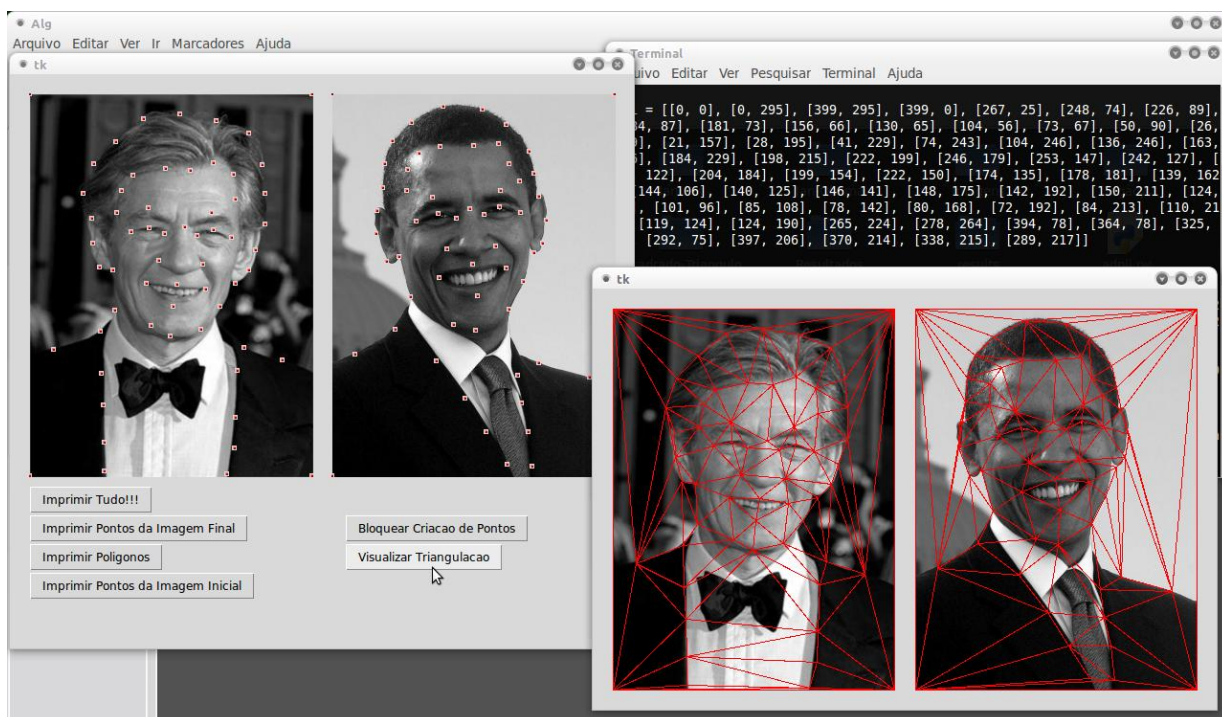 Alg
Arquivo Editar Ver Ir Marcadores Ajuda
tk
Imprimir Tudo!!!
Imprimir Pontos da Imagem Final
Imprimir Poligonos
Imprimir Pontos da Imagem Inicial
Bloquear Criacao de Pontos
Visualizar Triangulacao
Terminal
Editar Ver Pesquisar Terminal Ajuda
= [[0, 0], [0, 295], [399, 295], [399, 0], [267, 25], [248, 74], [226, 89],
87], [181, 73], [156, 66], [130, 65], [104, 56], [73, 67], [50, 90], [26,
[21, 157], [28, 195], [41, 229], [74, 243], [104, 246], [136, 246], [163,
[184, 229], [198, 215], [222, 199], [246, 179], [253, 147], [242, 127], [
122], [204, 184], [199, 154], [222, 150], [174, 135], [178, 181], [139, 162
144, 106], [140, 125], [146, 141], [148, 175], [142, 192], [150, 211], [124,
, [101, 96], [85, 108], [78, 142], [80, 168], [72, 192], [84, 213], [110, 21
[119, 124], [124, 190], [265, 224], [278, 264], [394, 78], [364, 78], [325,
[292, 75], [397, 206], [370, 214], [338, 215], [289, 217]]
tk